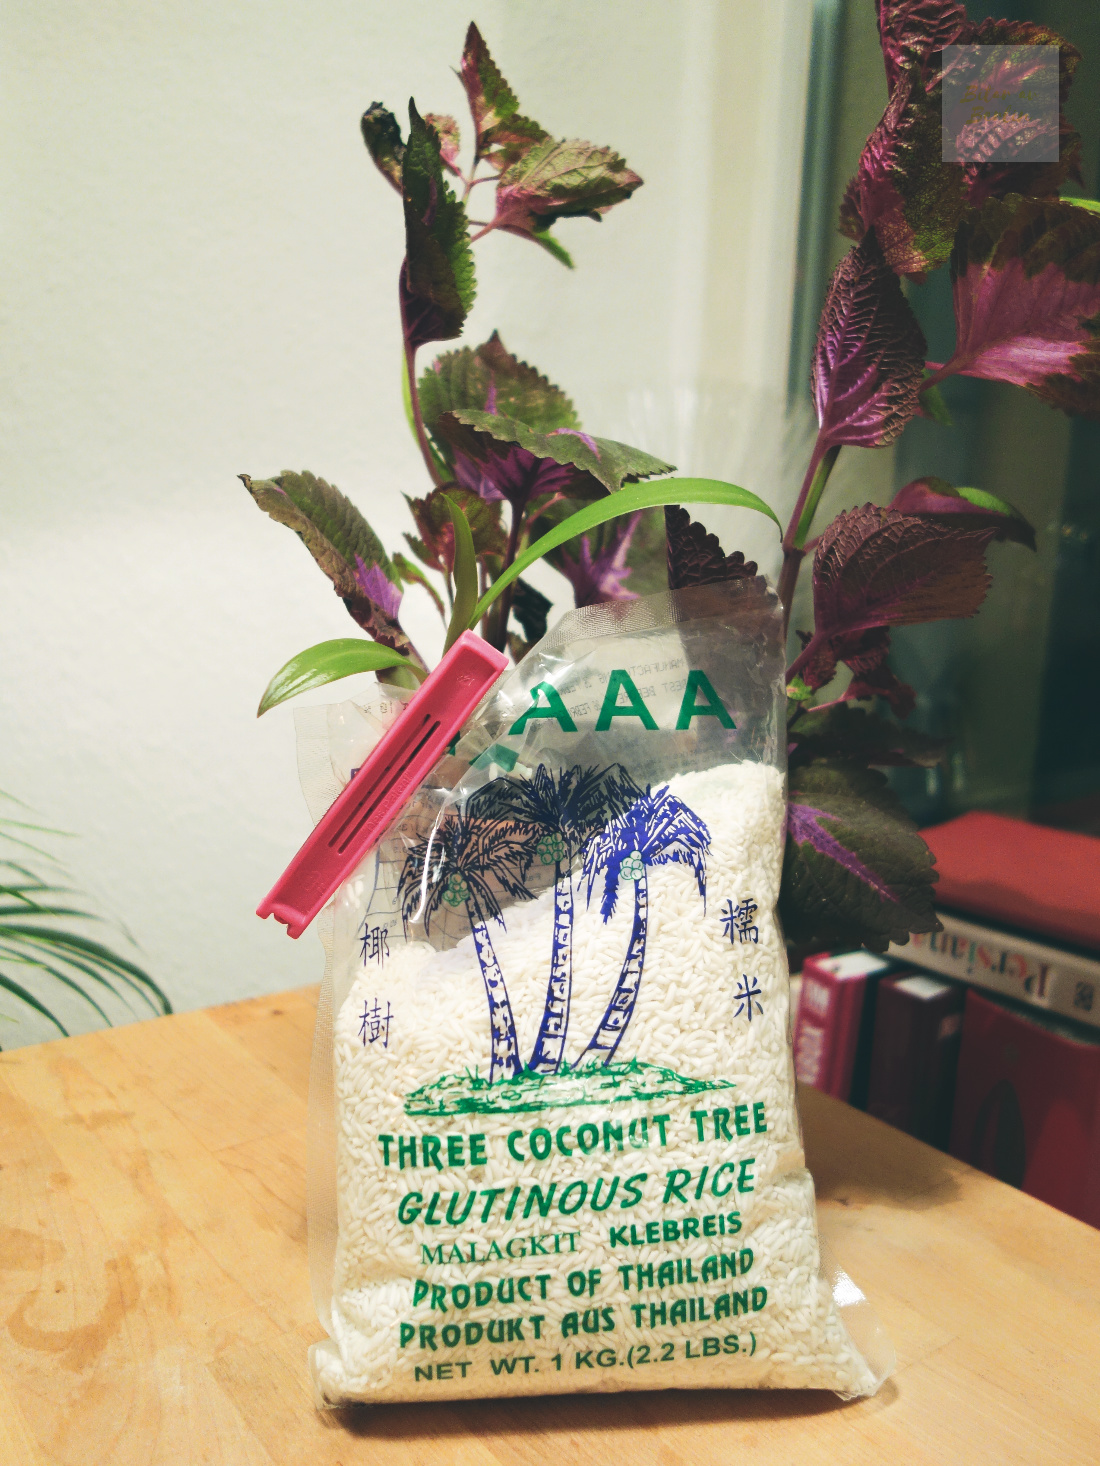 AAA
椰樹
糯米
THREE COCONUT TREE
GLUTINOUS RICE
MALAGKIT KLEBREIS
PRODUCT OF THAILAND
PRODUKT AUS THAILAND
NET WT. 1 KG.(2.2 LBS.)
Persiana